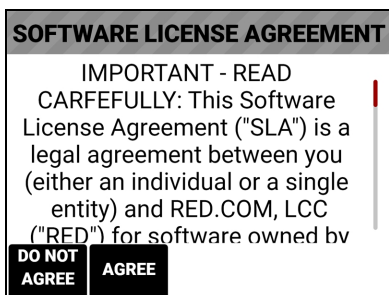 SOFTWARE LICENSE AGREEMENT
IMPORTANT - READ
CARFEFULLY: This Software
License Agreement ("SLA") is a
legal agreement between you
(either an individual or a single
entity) and RED.COM, LCC
("RED") for software owned by
DO NOT
AGREE
AGREE